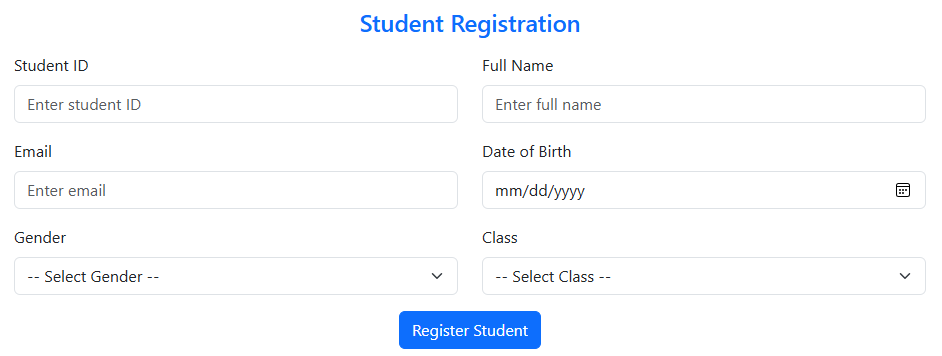 Student Registration
Student ID
Full Name
Enter student ID
Enter full name
Email
Date of Birth
Enter email
mm/dd/yyyy
Gender
Class
-- Select Gender --
-- Select Class --
Register Student